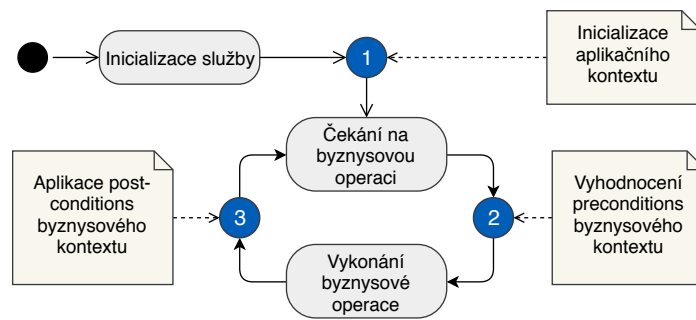 Inicializace služby
1
Inicializace
aplikačního
kontextu
Čekání na
byznysovou
operaci
Aplikace post-
conditions
byznysového
kontextu
3
2
Vyhodnocení
preconditions
byznysového
kontextu
Vykonání
byznysové
operace